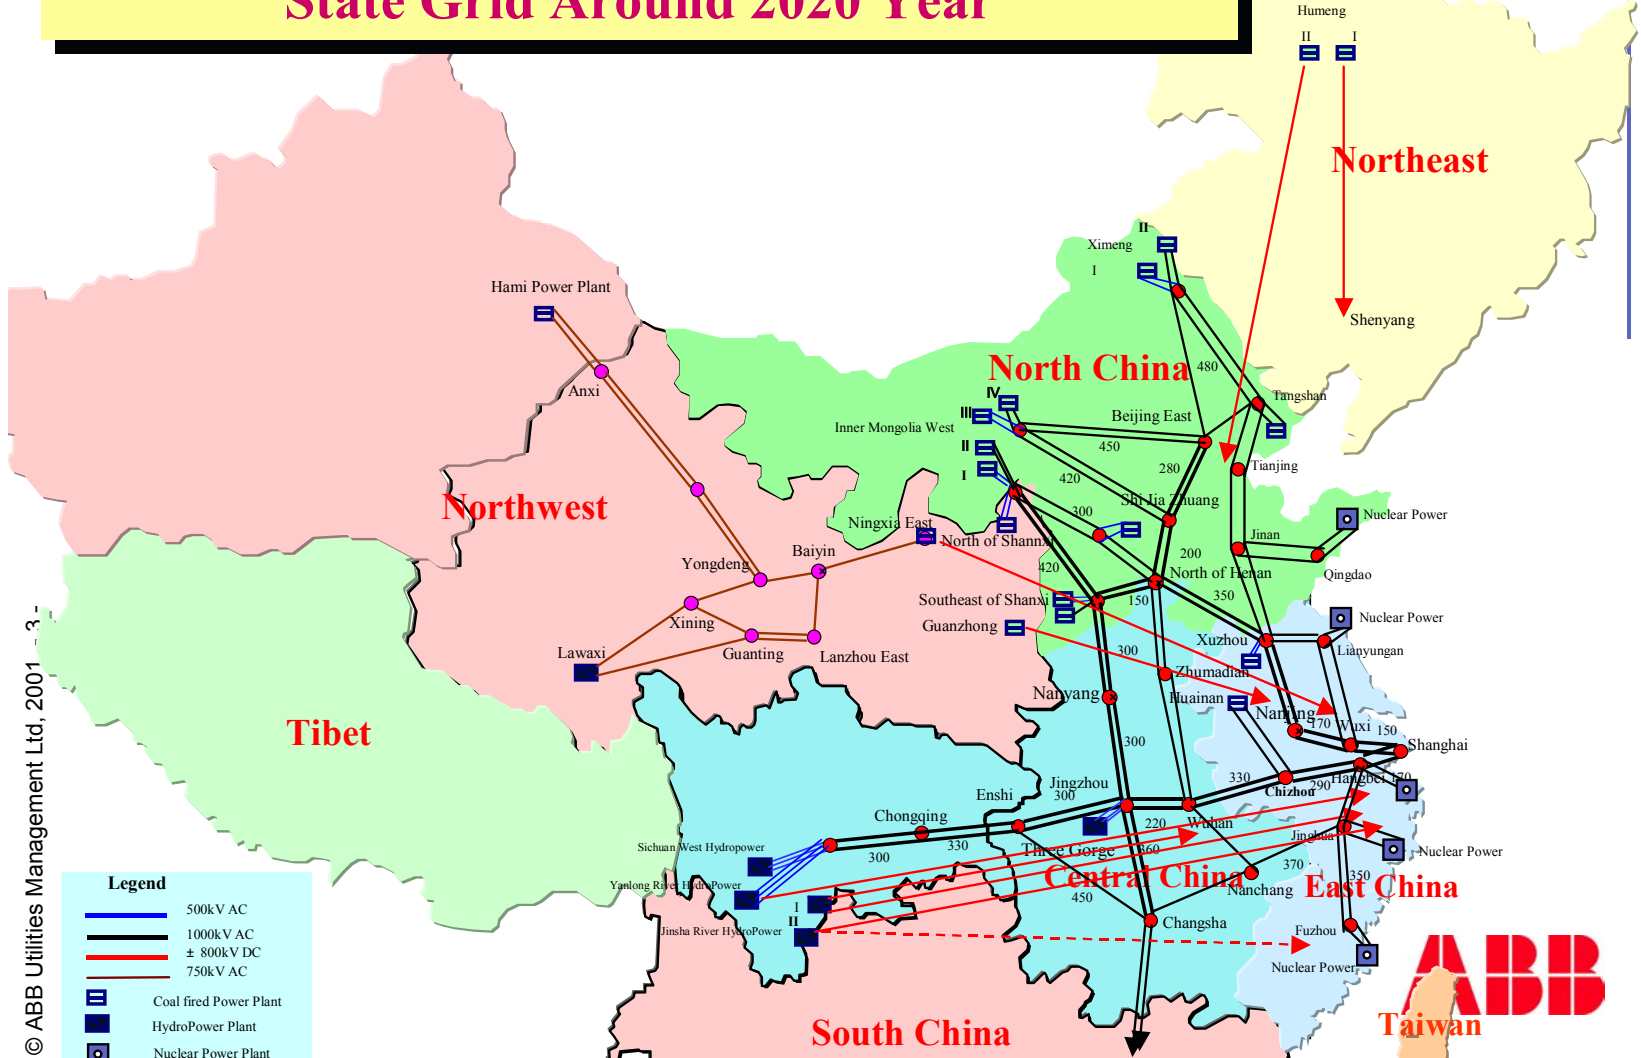 State Grid Around 2020 Year
Humeng
II I
Northeast
II
Ximeng
I
Hami Power Plant
Shenyang
North China
480
Anxi
IV
Tangshan
III
Beijing East
Inner Mongolia West
II
450
I
280
Tianjing
420
Northwest
Shi Jia Zhuang
300
Nuclear Power
Ningxia East
North of Shannxi
Jinan
Baiyin
200
Yongdeng
420
North of Henan
Qingdao
Southeast of Shanxi
150
350
Xining
Guanzhong
Nuclear Power
Xuzhou
Lawaxi
Guanting
Lanzhou East
300
Lianyungan
Zhumadian
Nanyang
Huainan
Nanjing
170
Wuxi
150
Tibet
300
Shanghai
330
290
Hangbei
170
Chizhou
Jingzhou
300
Enshi
Chongqing
220
Wuhan
Jinghua
Sichuan West Hydropower
300
330
Three Gorge
360
Nuclear Power
370
350
Yanlong River HydroPower
Central China
Nanchang
East China
450
I
II
Changsha
Jinsha River HydroPower
Fuzhou
Nuclear Power
ABB
Taiwan
South China
Legend
500kV AC
1000kV AC
± 800kV DC
750kV AC
Coal fired Power Plant
HydroPower Plant
Nuclear Power Plant
© ABB Utilities Management Ltd, 2001 - 3 -